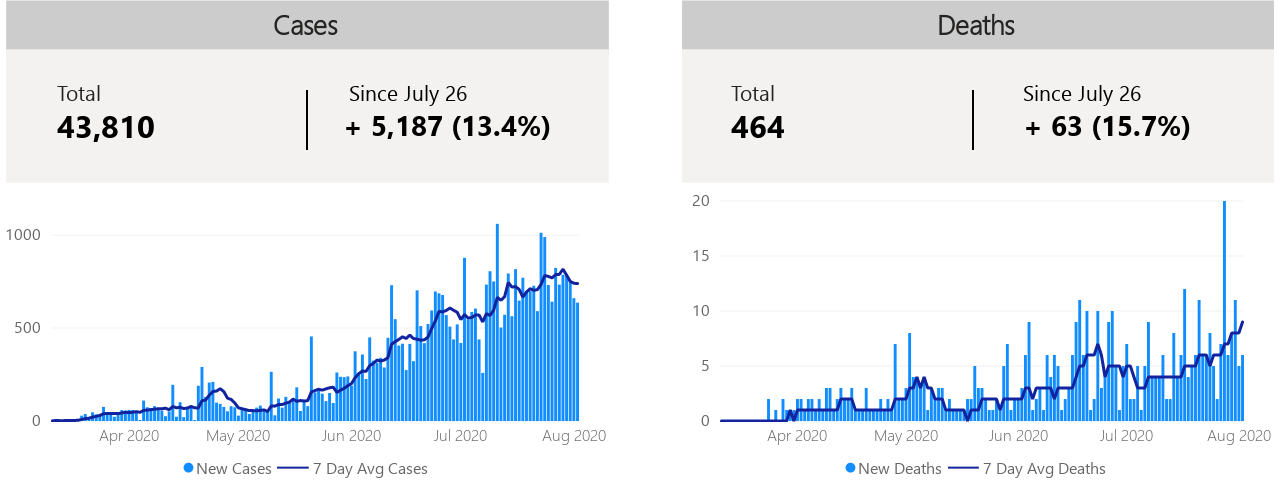 Cases
Total
Since July 26
43,810
+ 5,187 (13.4%)
1000
500
0
Apr 2020
May 2020
Jun 2020
Jul 2020
Aug 2020
New Cases
7 Day Avg Cases
Deaths
Total
Since July 26
464
+ 63 (15.7%)
20
15
10
5
0
Apr 2020
May 2020
Jun 2020
Jul 2020
Aug 2020
New Deaths
7 Day Avg Deaths